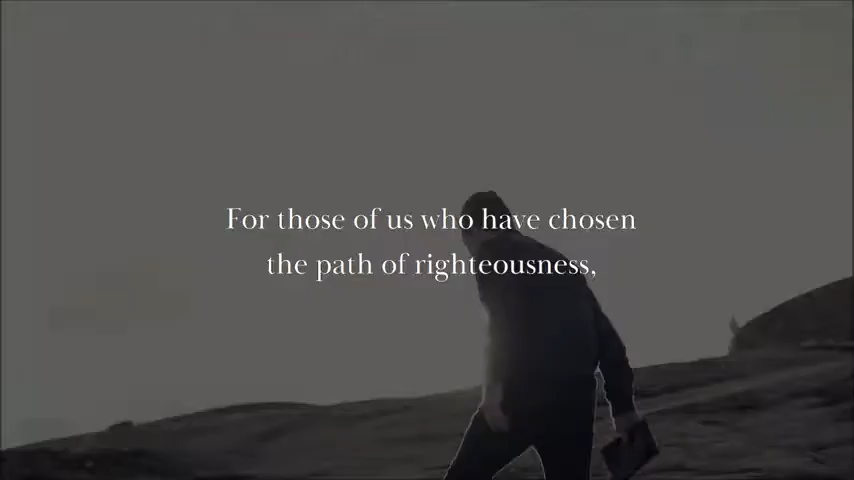 For those of us who have chosen
the path of righteousness,